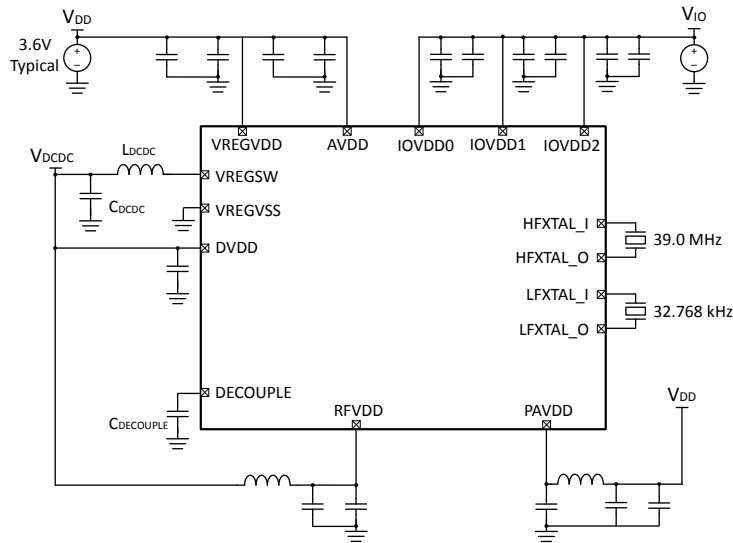 VDD
VIO
3.6V
Typical
+
−
+
−
VREGVDD
AVDD
IOVDD0
IOVDD1
IOVDD2
VDCDC
LDCDC
VREGSW
CDCDC
VREGVSS
DVDD
HFXTAL_I
39.0 MHz
HFXTAL_O
LFXTAL_I
32.768 kHz
LFXTAL_O
DECOUPLE
CDECOUPLE
RFVDD
PAVDD
VDD